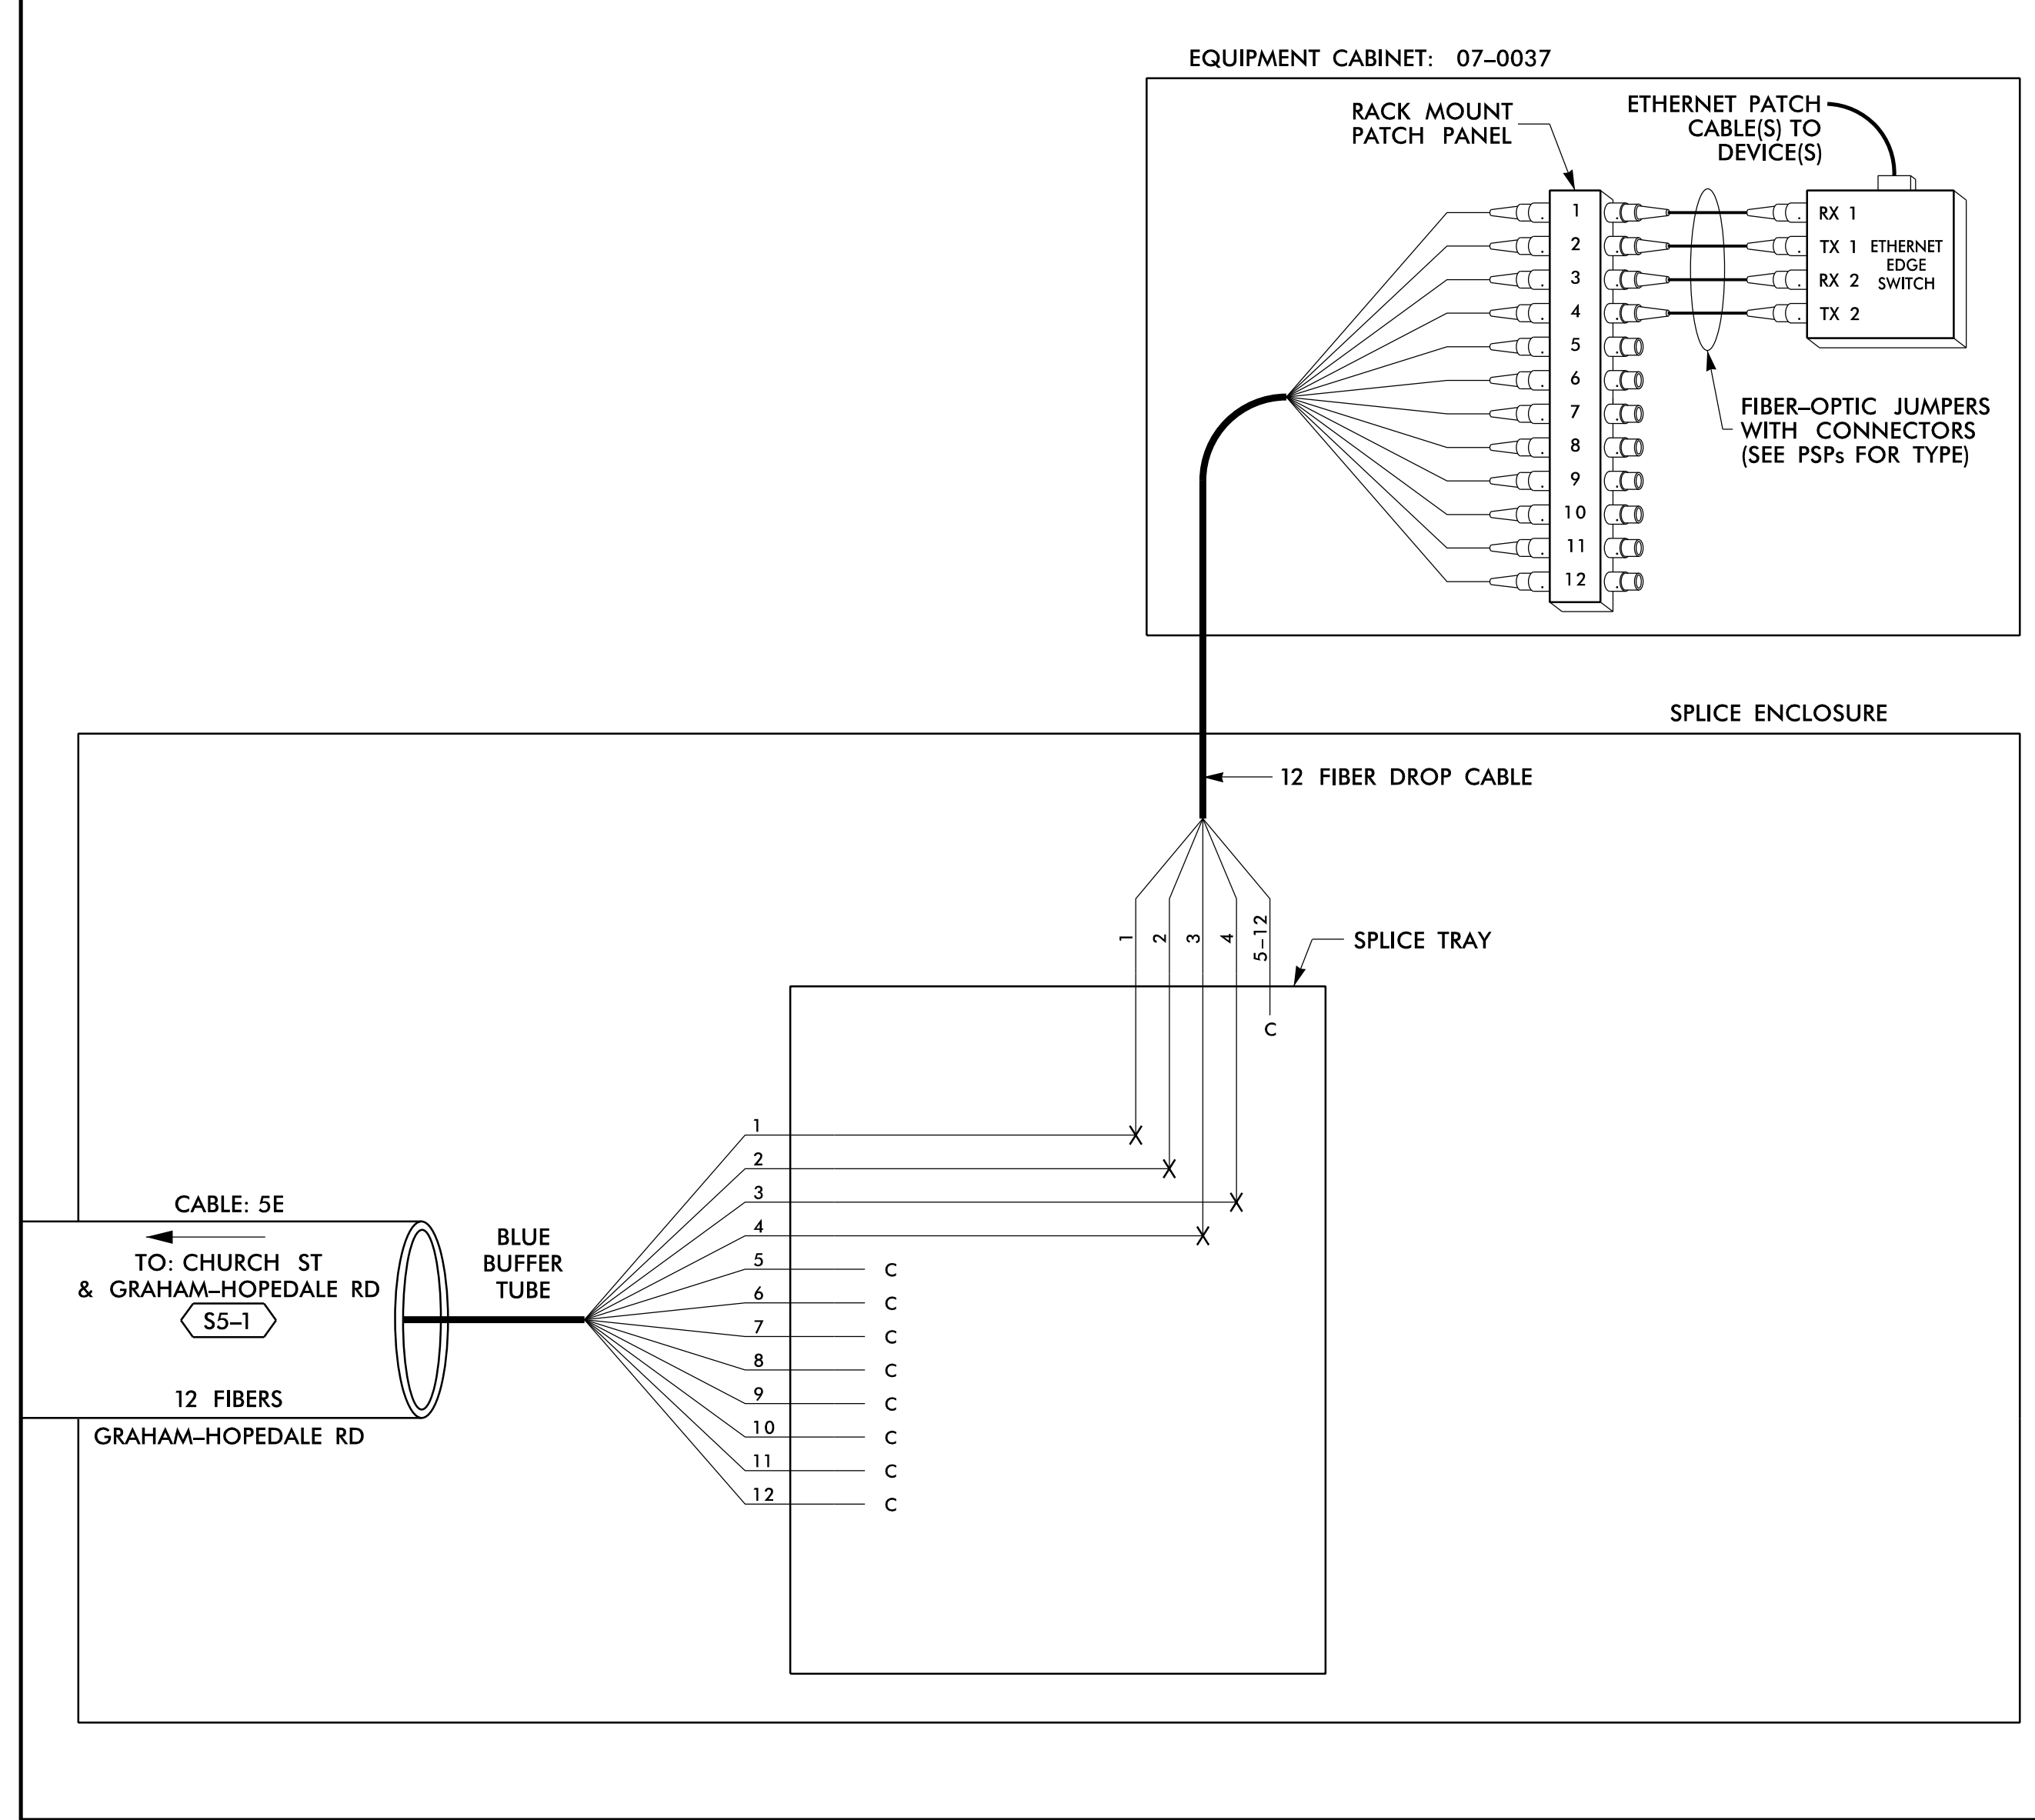 EQUIPMENT CABINET: 07–0037
RACK MOUNT
PATCH PANEL
ETHERNET PATCH
CABLE(S) TO
DEVICE(S)
1
2
3
4
5
6
7
8
9
10
11
12
RX 1
TX 1
RX 2
TX 2
ETHERNET
EDGE
SWITCH
FIBER–OPTIC JUMPERS
WITH CONNECTORS
(SEE PSPs FOR TYPE)
SPLICE ENCLOSURE
12 FIBER DROP CABLE
1
2
3
4
5–12
C
SPLICE TRAY
CABLE: 5E
TO: CHURCH ST
& GRAHAM–HOPEDALE RD
S5–1
12 FIBERS
GRAHAM–HOPEDALE RD
BLUE
BUFFER
TUBE
1
2
3
4
5 C
6 C
7 C
8 C
9 C
10 C
11 C
12 C